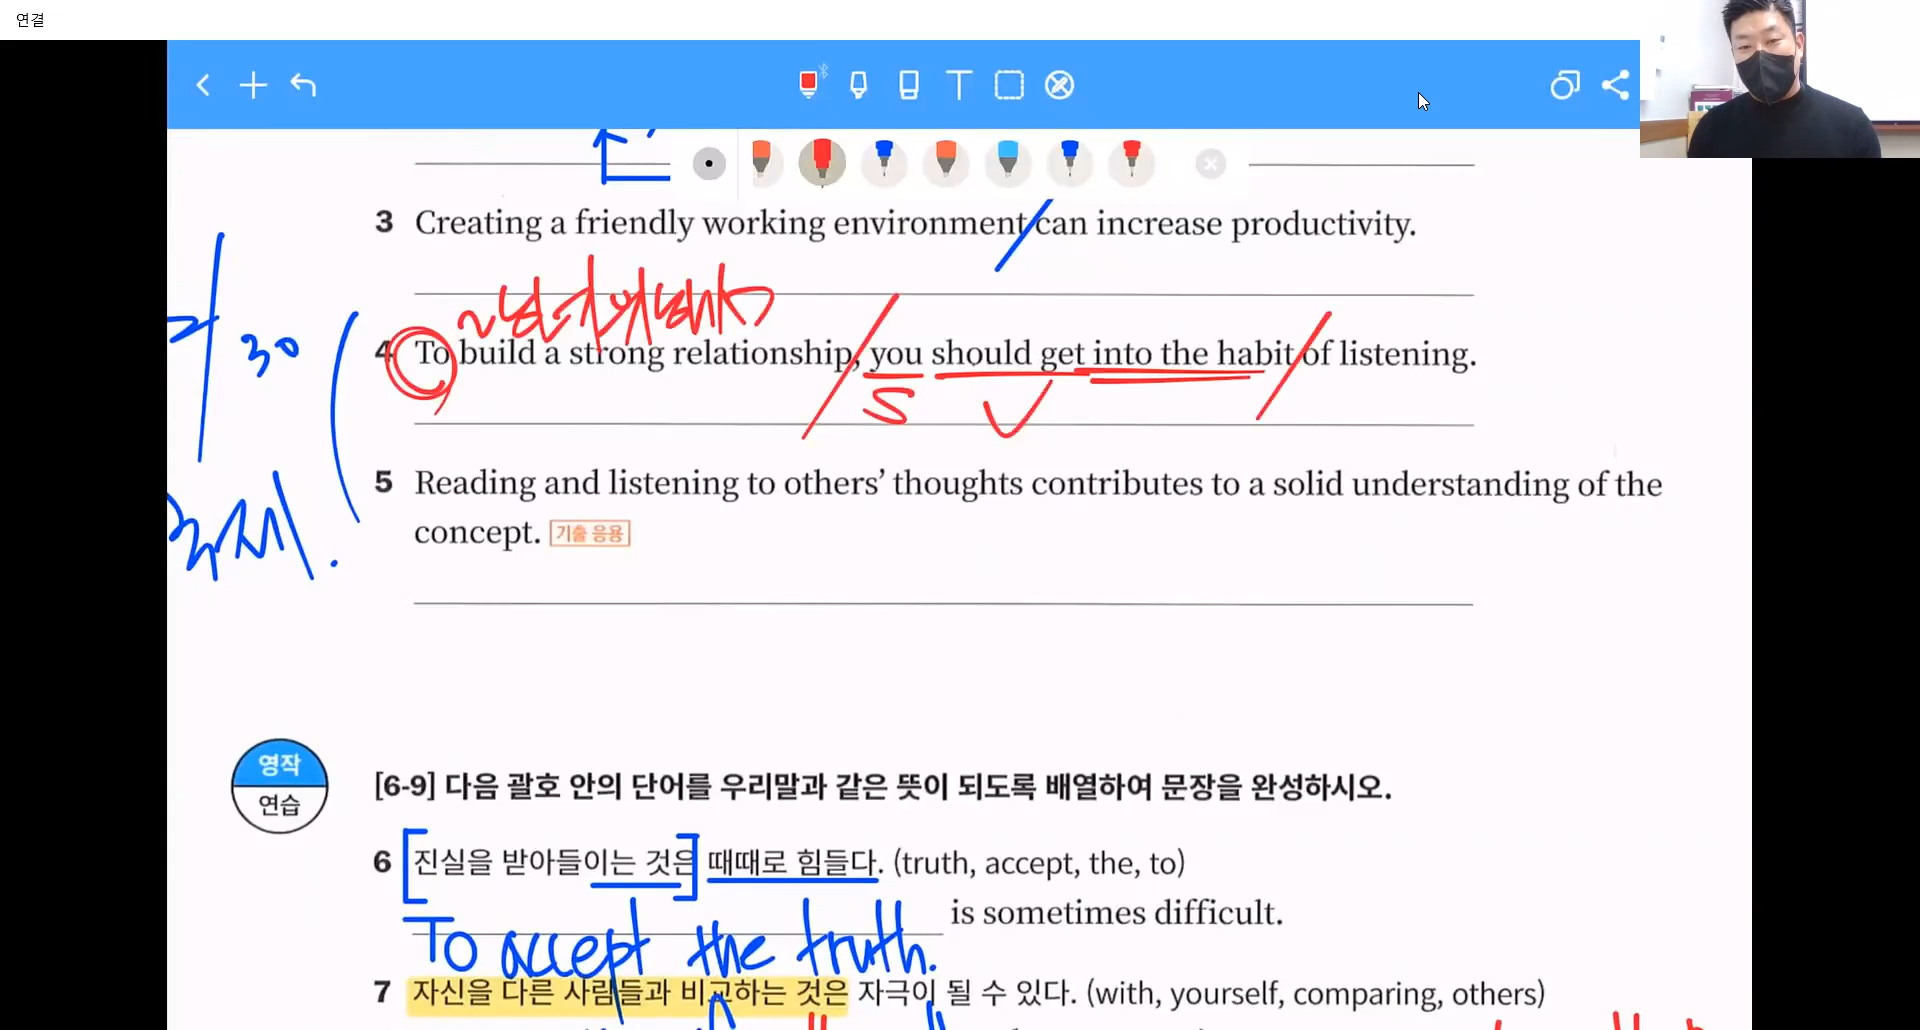 연결
3 Creating a friendly working environment can increase productivity.
30
4 To build a strong relationship, you should get into the habit of listening.
S
5 Reading and listening to others’ thoughts contributes to a solid understanding of the
concept. 기출 응용
영작
연습
[6-9] 다음 괄호 안의 단어를 우리말과 같은 뜻이 되도록 배열하여 문장을 완성하시오.
6 진실을 받아들이는 것은 때때로 힘들다. (truth, accept, the, to)
is sometimes difficult.
To accept the truth.
7 자신을 다른 사람들과 비교하는 것은 자극이 될 수 있다. (with, yourself, comparing, others)